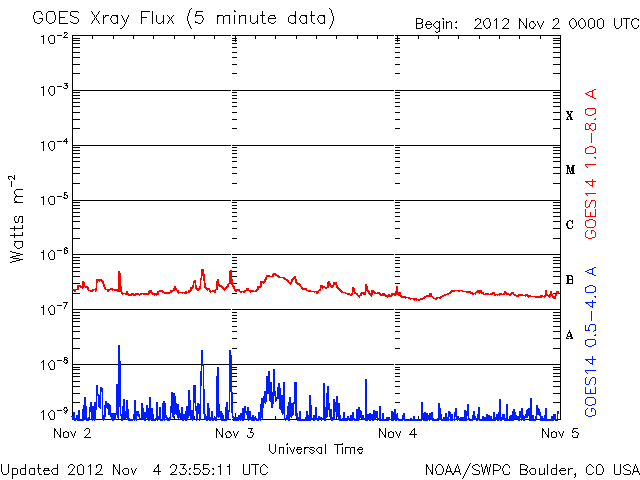 GOES Xray Flux (5 minute data)
Begin: 2012 Nov 2 0000 UTC
10⁻²
10⁻³
10⁻⁴
10⁻⁵
10⁻⁶
10⁻⁷
10⁻⁸
10⁻⁹
Watts m⁻²
X
M
C
B
A
GOES14 1.0-8.0 A
GOES14 0.5-4.0 A
Nov 2
Nov 3
Nov 4
Nov 5
Universal Time
Updated 2012 Nov 4 23:55:11 UTC
NOAA/SWPC Boulder, CO USA